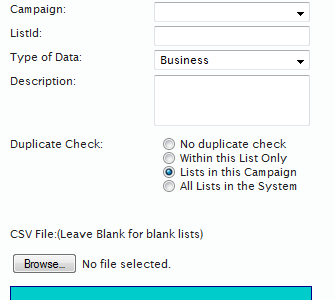 Campaign:
ListId:
Type of Data: Business
Description:
Duplicate Check: No duplicate check
Within this List Only
Lists in this Campaign
All Lists in the System
CSV File:(Leave Blank for blank lists)
Browse... No file selected.